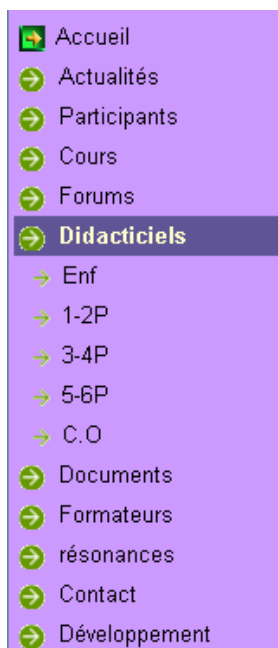 Accueil
Actualités
Participants
Cours
Forums
Didacticiels
Enf
1-2P
3-4P
5-6P
C.O
Documents
Formateurs
résonances
Contact
Développement